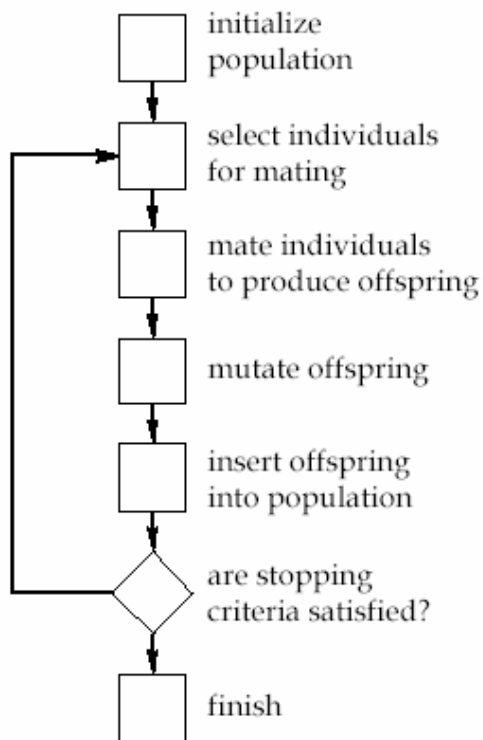 initialize
population
select individuals
for mating
mate individuals
to produce offspring
mutate offspring
insert offspring
into population
are stopping
criteria satisfied?
finish